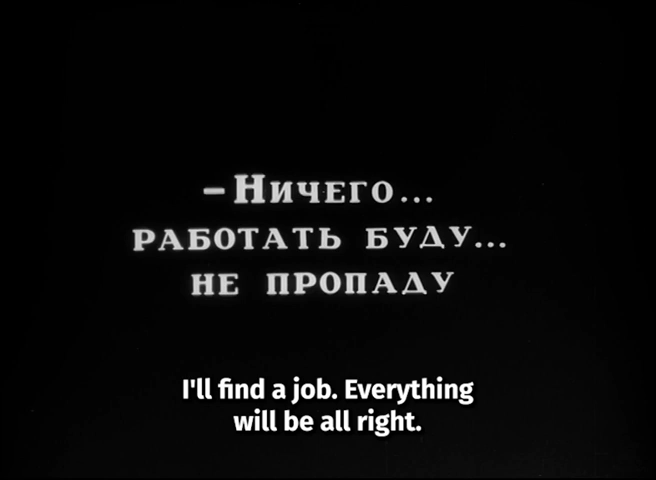 – Ничего...
РАБОТАТЬ БУДУ...
НЕ ПРОПАДУ
I'll find a job. Everything
will be all right.